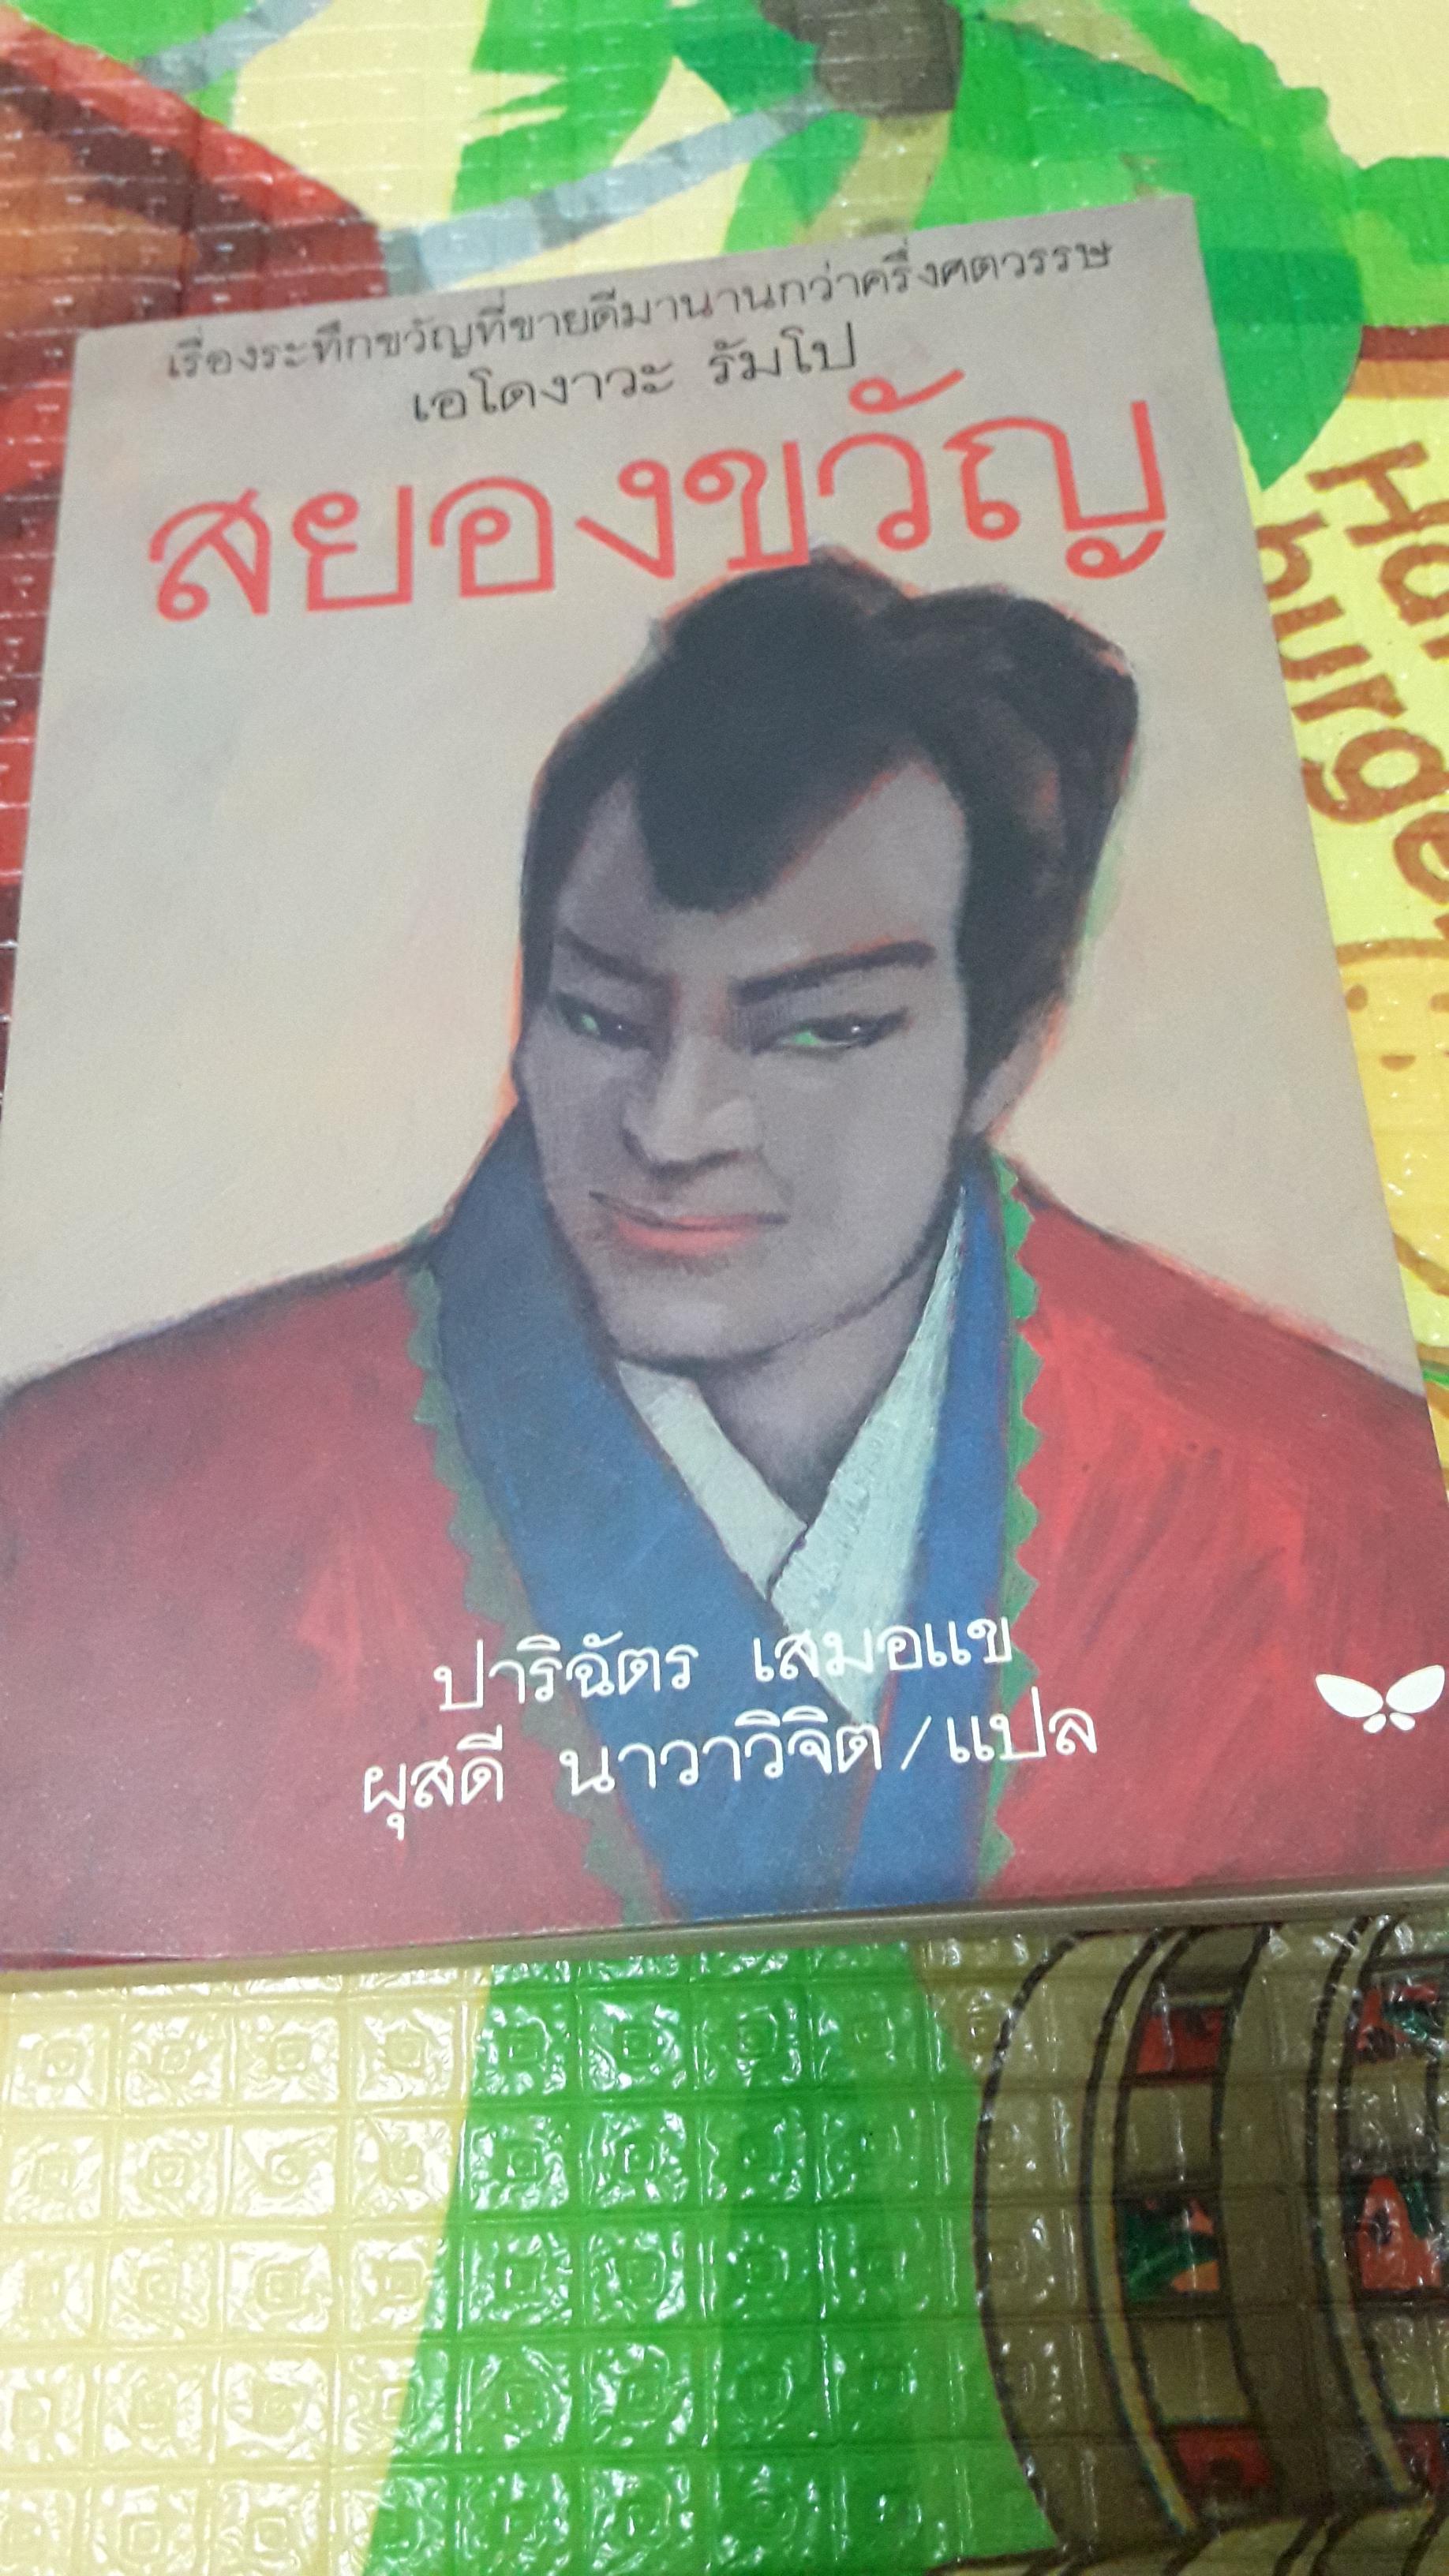 เรื่องระทึกขวัญที่ขายดีมานานกว่าครึ่งศตวรรษ
เอโดงาวะ รัมโป
สยองขวัญ
ปาริฉัตร เสมอแข
ผุสดี นาวาวิจิต/แปล
Ham
burger